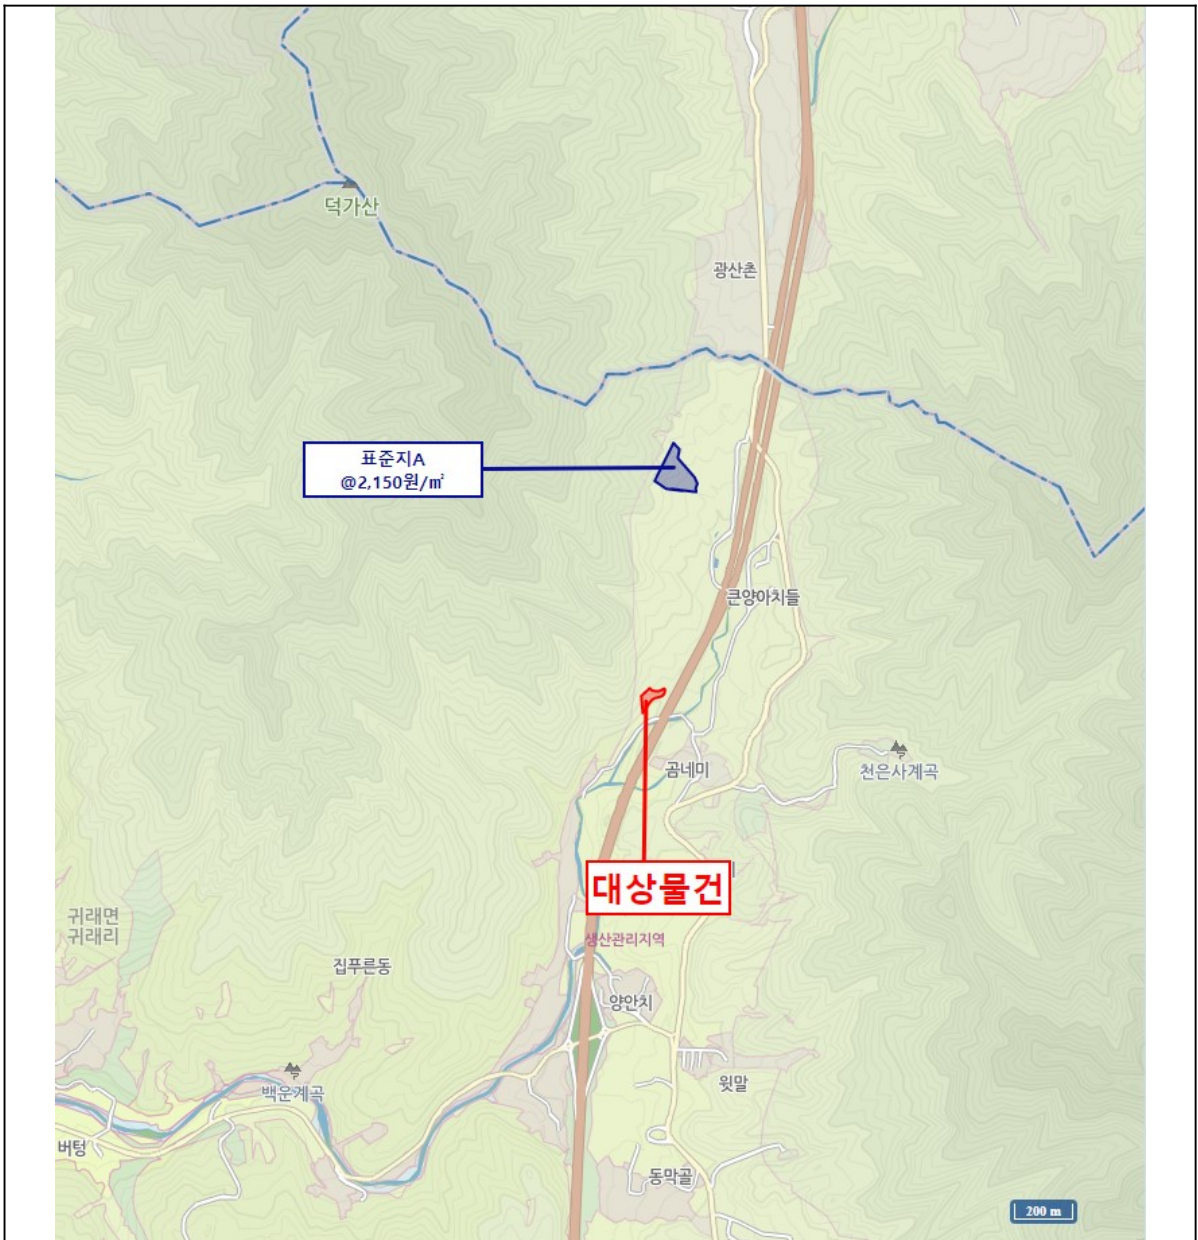 덕가산
광산촌
표준지A
@2,150원/㎡
큰양아치들
곰네미
천은사계곡
대상물건
귀래면
귀래리
생산관리지역
집푸른동
양안치
백운계곡
윗말
버텅
동막골
200 m